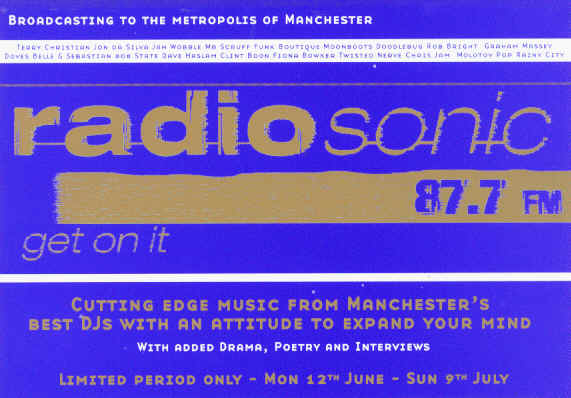 Broadcasting to the metropolis of Manchester
Terry Christian Jon da Silva Jah Wobble Mr Scruff Funk Boutique Moonboots Doodlebug Rob Bright Graham Massey
Doves Belle & Sebastian 808 State Dave Haslam Clint Boon Fiona Bowker Twisted Nerve Chris Jam Molotov Pop Rainy City
radiosonic
87.7 FM
get on it
Cutting edge music from Manchester's
best DJs with an attitude to expand your mind
With added Drama, Poetry and Interviews
Limited period only - Mon 12th June - Sun 9th July